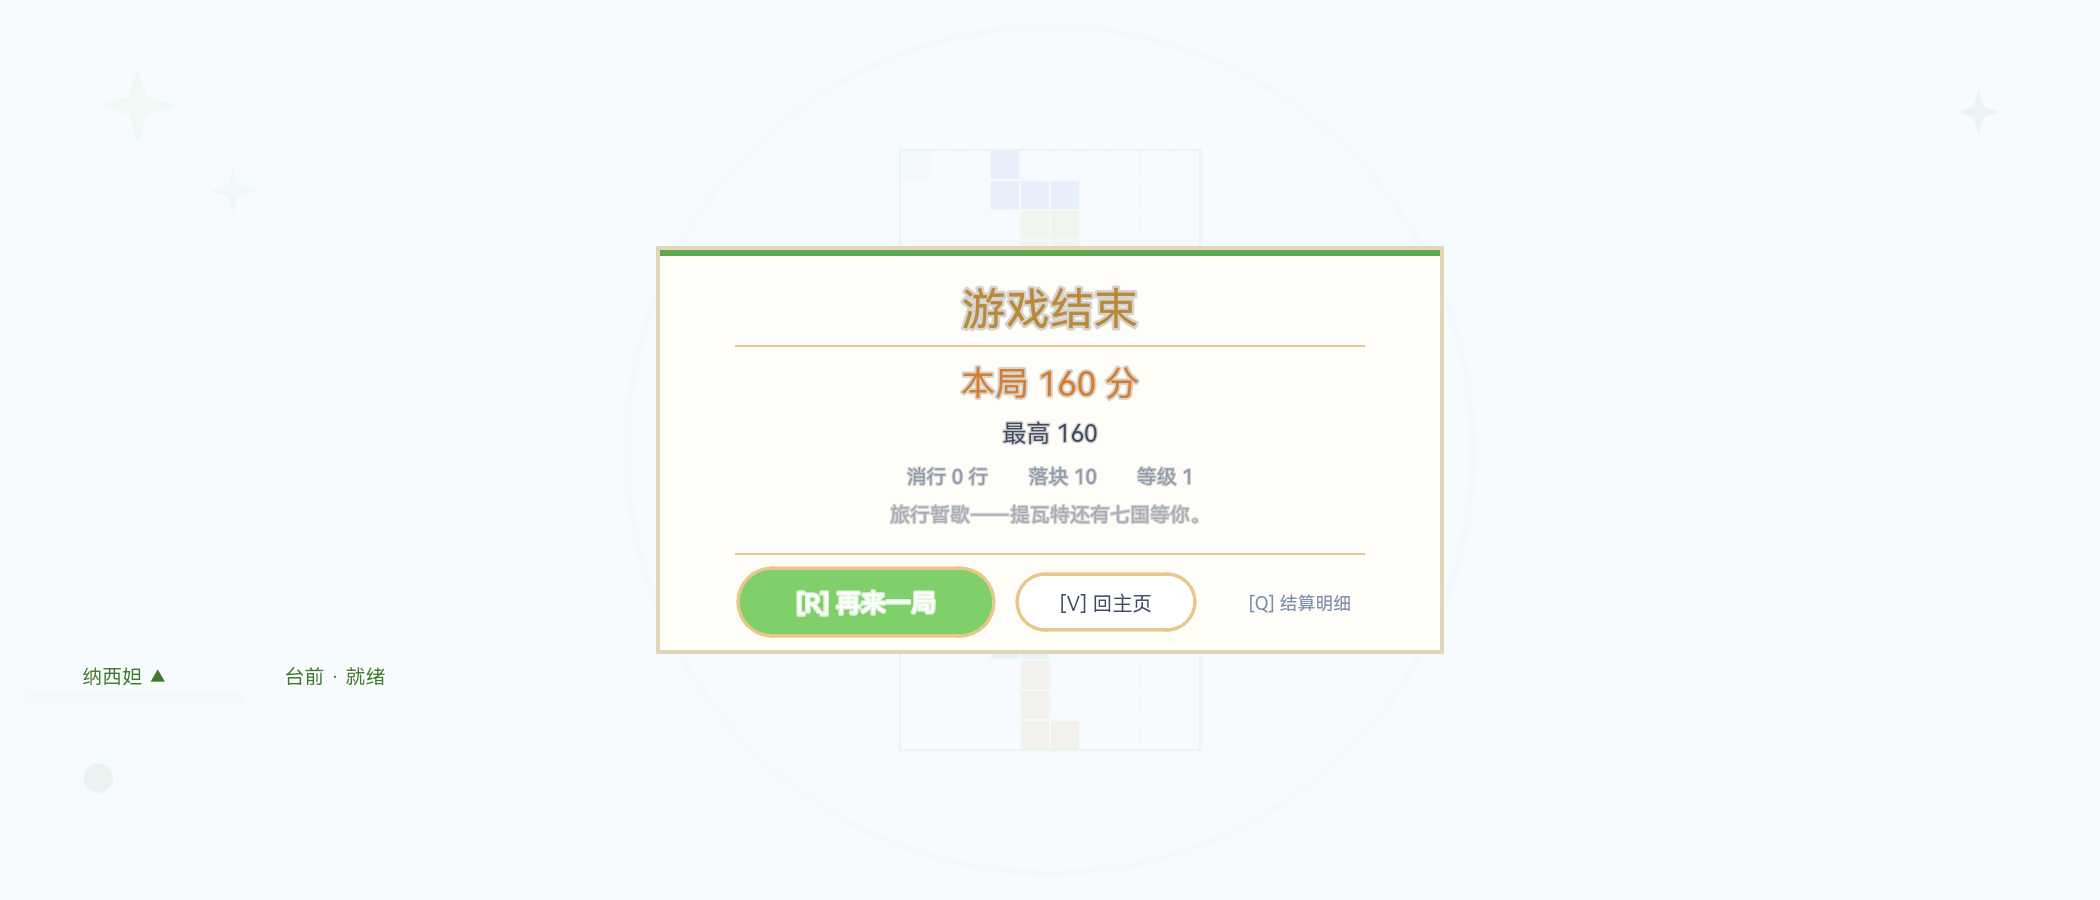 游戏结束
本局 160 分
最高 160
消行 0 行 落块 10 等级 1
旅行暂歇——提瓦特还有七国等你。
[R] 再来一局 [V] 回主页 [Q] 结算明细
纳西妲 ▲ 台前 · 就绪